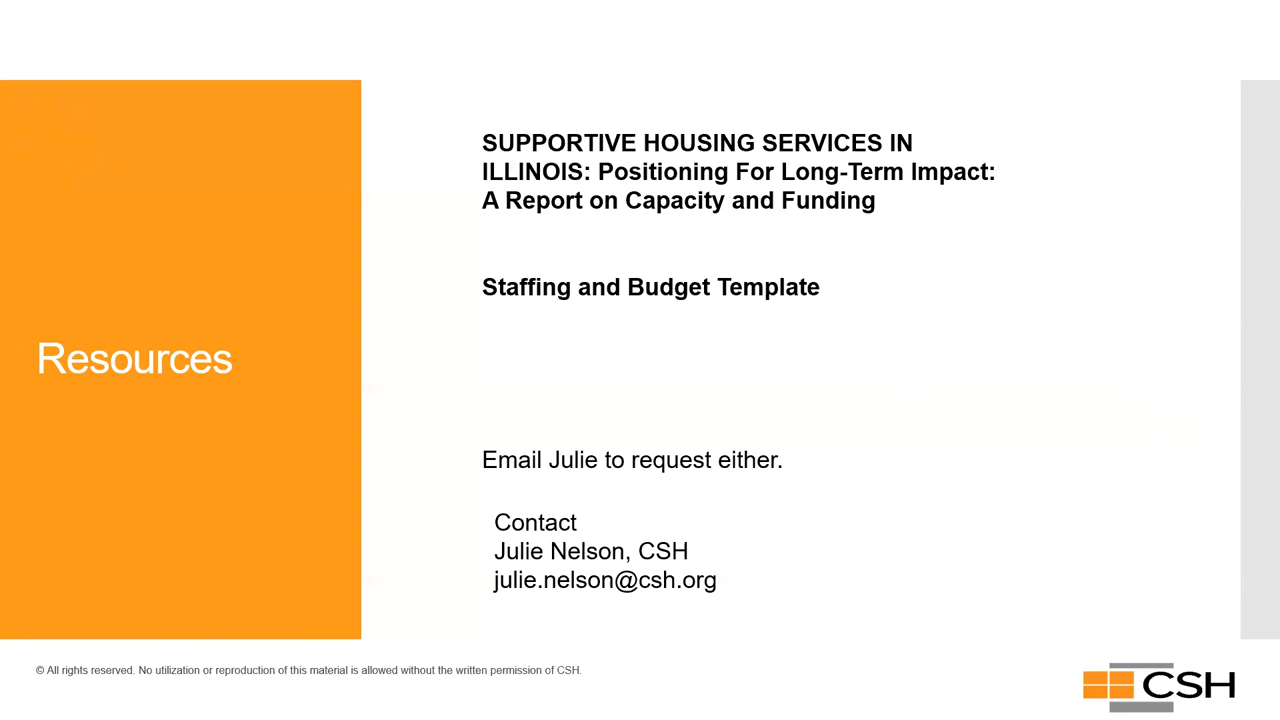 Resources
SUPPORTIVE HOUSING SERVICES IN
ILLINOIS: Positioning For Long-Term Impact:
A Report on Capacity and Funding
Staffing and Budget Template
Email Julie to request either.
Contact
Julie Nelson, CSH
julie.nelson@csh.org
© All rights reserved. No utilization or reproduction of this material is allowed without the written permission of CSH.
CSH